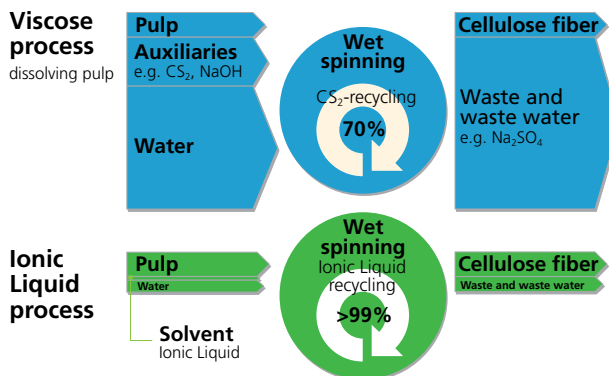 Viscose
process
dissolving pulp
Pulp
Auxiliaries
e.g. CS₂, NaOH
Water
Wet
spinning
CS₂-recycling
70%
Cellulose fiber
Waste and
waste water
e.g. Na₂SO₄
Ionic
Liquid
process
Pulp
Water
Solvent
Ionic Liquid
Wet
spinning
Ionic Liquid
recycling
>99%
Cellulose fiber
Waste and waste water